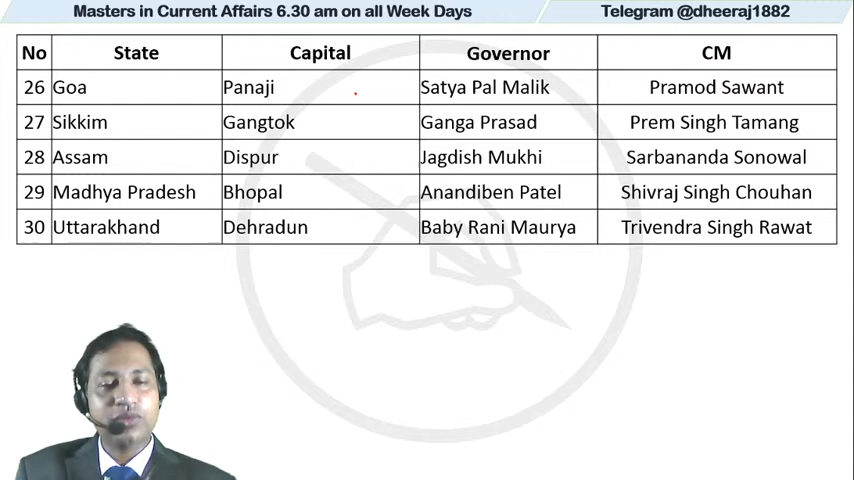 Masters in Current Affairs 6.30 am on all Week Days
Telegram @dheeraj1882
No State Capital Governor CM
26 Goa Panaji Satya Pal Malik Pramod Sawant
27 Sikkim Gangtok Ganga Prasad Prem Singh Tamang
28 Assam Dispur Jagdish Mukhi Sarbananda Sonowal
29 Madhya Pradesh Bhopal Anandiben Patel Shivraj Singh Chouhan
30 Uttarakhand Dehradun Baby Rani Maurya Trivendra Singh Rawat